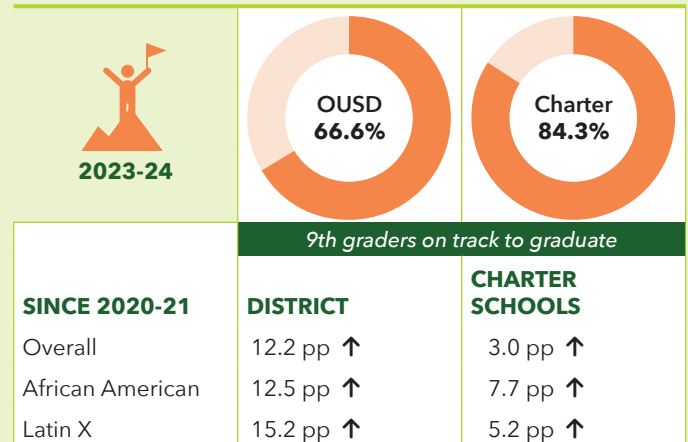 OUSD
66.6%
Charter
84.3%
2023-24
9th graders on track to graduate
SINCE 2020-21 DISTRICT CHARTER SCHOOLS
Overall 12.2 pp ↑ 3.0 pp ↑
African American 12.5 pp ↑ 7.7 pp ↑
Latin X 15.2 pp ↑ 5.2 pp ↑